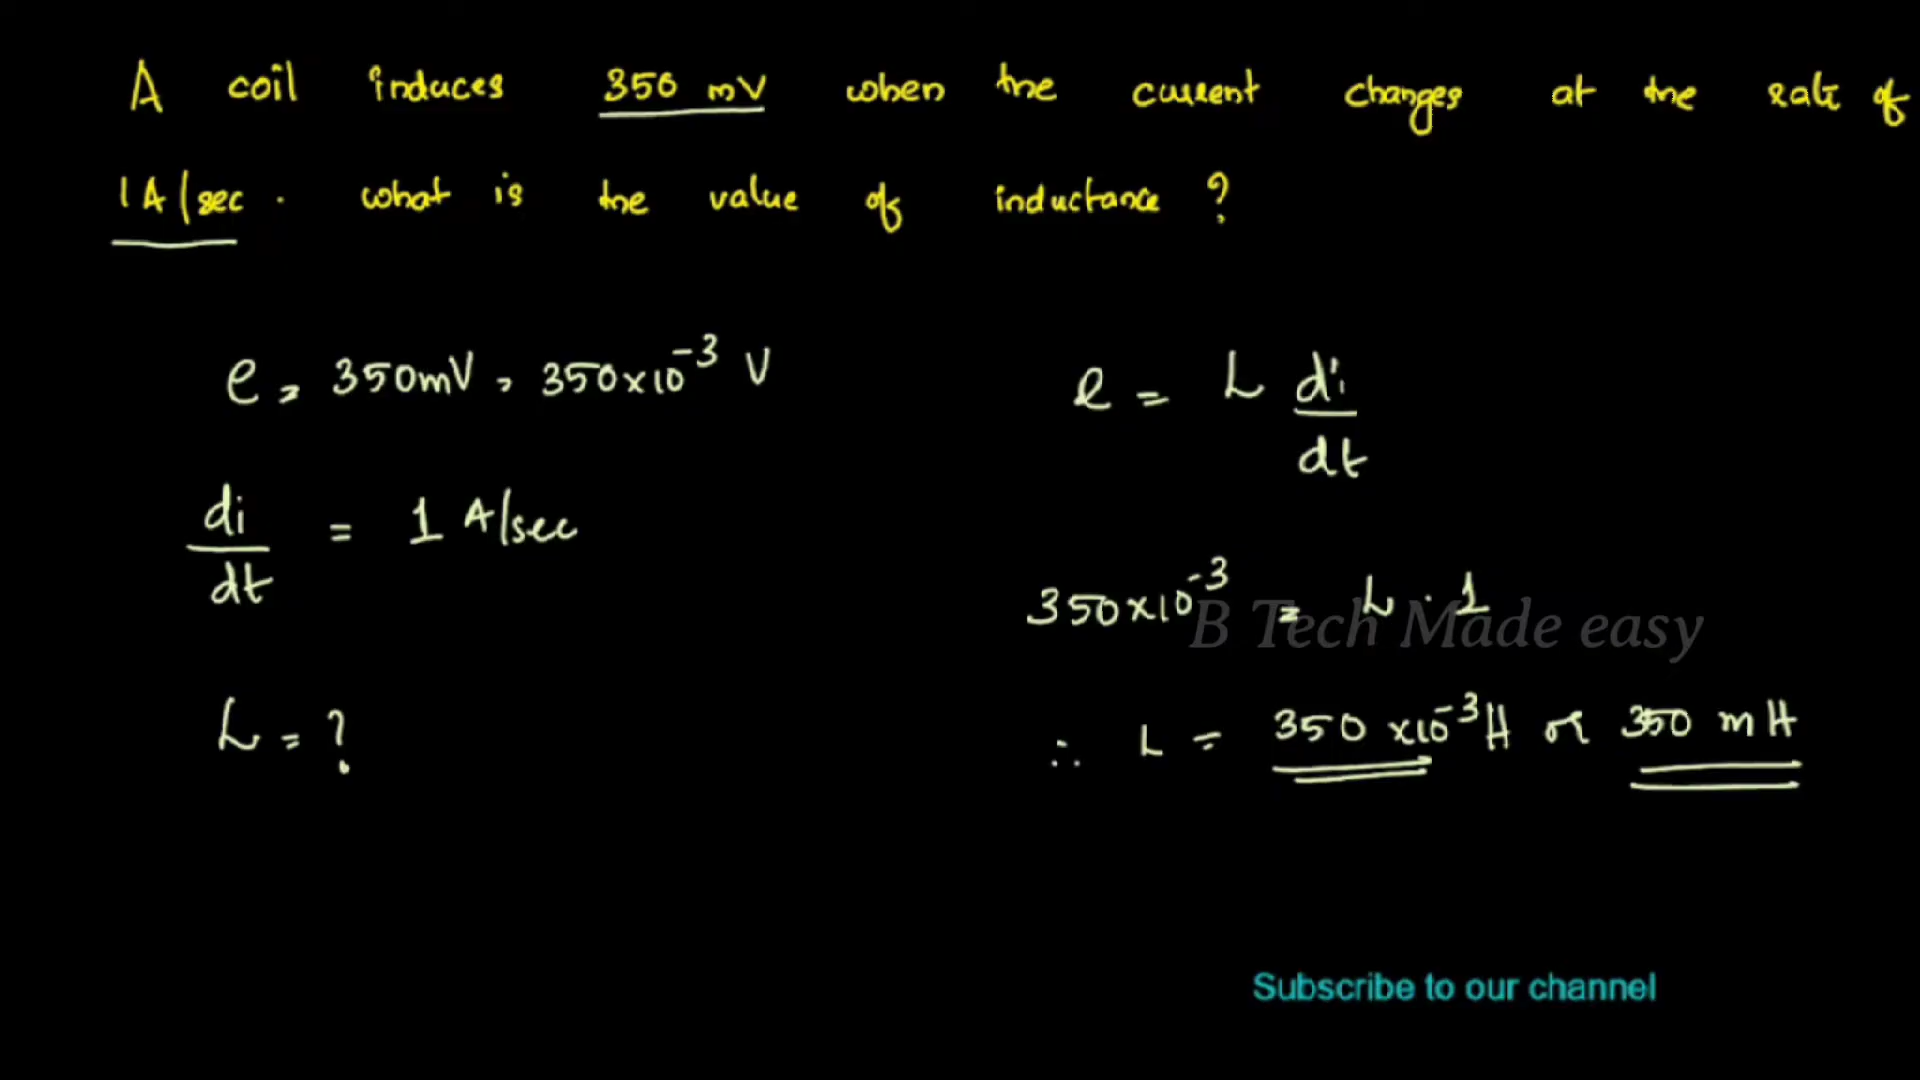 A coil induces 350 mV when the current changes at the rate of
1A/sec. what is the value of inductance ?
e = 350mV = 350x10⁻³ V
di/dt = 1 A/sec
L = ?
e = L di/dt
350x10⁻³ = L . 1
∴ L = 350 x10⁻³ H or 350 mH
B Tech Made easy
Subscribe to our channel